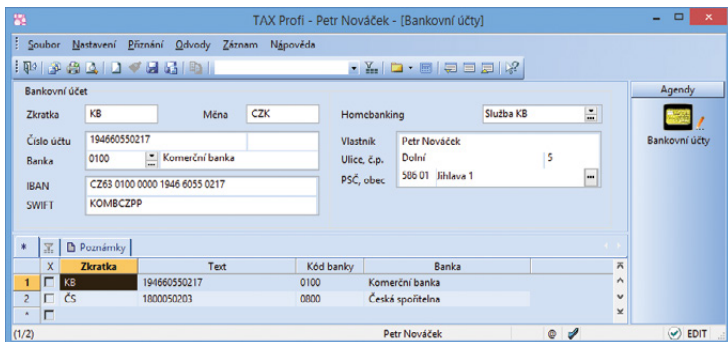 TAX Profi - Petr Nováček - [Bankovní účty]
Soubor Nastavení Přiznání Odvody Záznam Nápověda
Bankovní účet
Agendy
Zkratka KB Měna CZK Homebanking Služba KB
Číslo účtu 194660550217 Vlastník Petr Nováček
Bankovní účty
Banka 0100 Komerční banka Ulice, č.p. Dolní 5
PSČ, obec 586 01 Jihlava 1
IBAN CZ63 0100 0000 1946 6055 0217
SWIFT KOMBCZPP
* Poznámky
X Zkratka Text Kód banky Banka
1 KB 194660550217 0100 Komerční banka
2 ČS 1800050203 0800 Česká spořitelna
*
(1/2) Petr Nováček @ EDIT